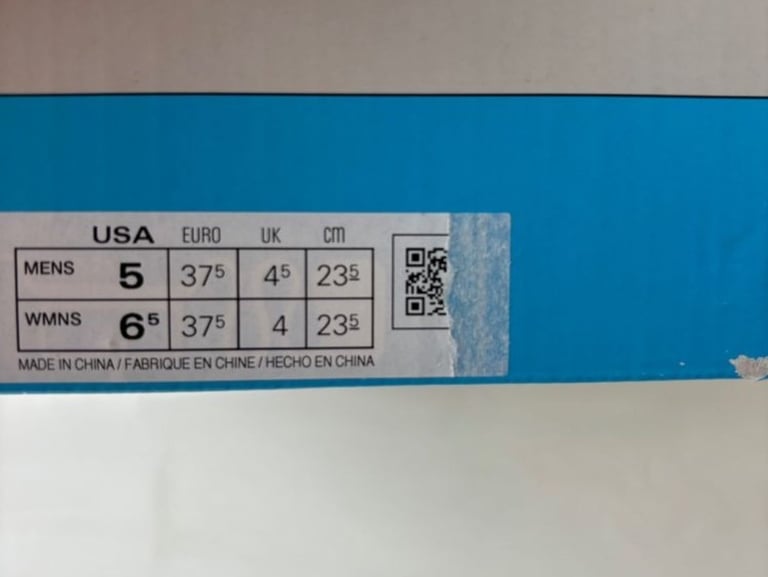 USA EURO UK cm
MENS 5 37⁵ 4⁵ 23⁵
WMNS 6⁵ 37⁵ 4 23⁵
MADE IN CHINA / FABRIQUE EN CHINE / HECHO EN CHINA